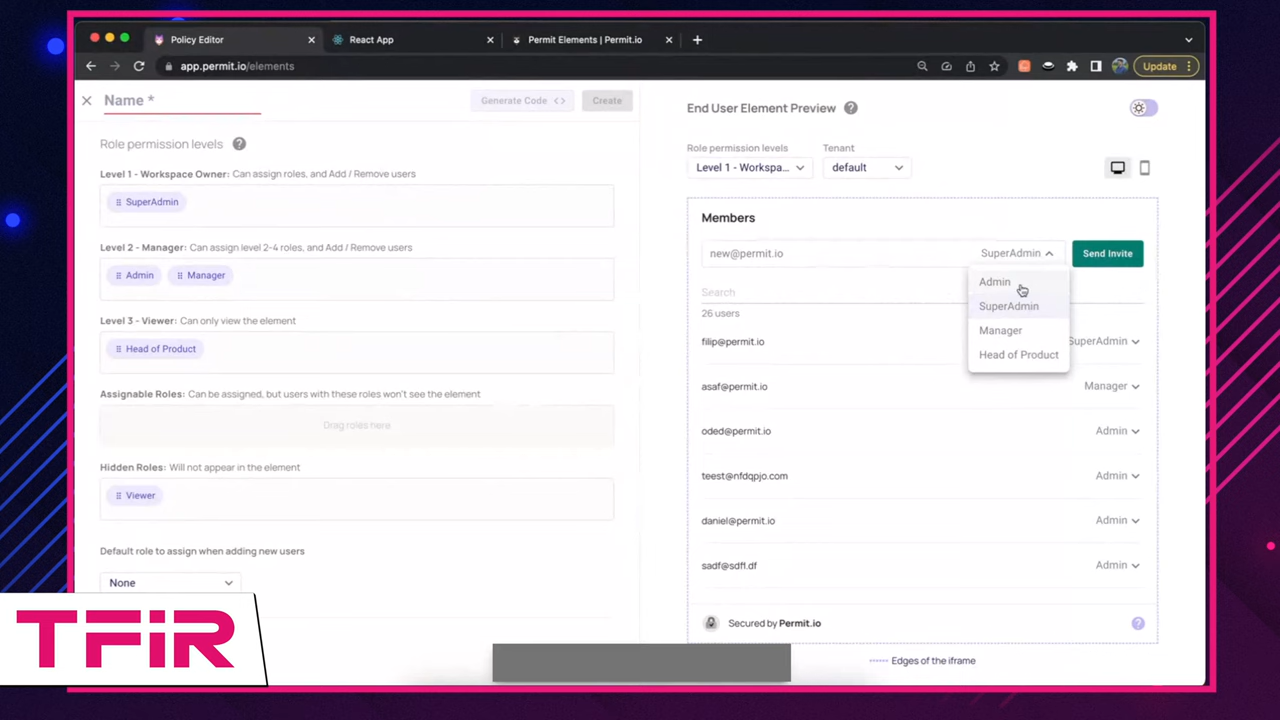 Policy Editor
React App
Permit Elements | Permit.io
app.permit.io/elements
Update
Name *
Generate Code <>
Create
Role permission levels ?
Level 1 - Workspace Owner: Can assign roles, and Add / Remove users
SuperAdmin
Level 2 - Manager: Can assign level 2-4 roles, and Add / Remove users
Admin
Manager
Level 3 - Viewer: Can only view the element
Head of Product
Assignable Roles: Can be assigned, but users with these roles won't see the element
Drag roles here
Hidden Roles: Will not appear in the element
Viewer
Default role to assign when adding new users
None
End User Element Preview ?
Role permission levels
Tenant
Level 1 - Workspa...
default
Members
new@permit.io
SuperAdmin
Send Invite
Admin
SuperAdmin
Manager
Head of Product
Search
26 users
filip@permit.io
SuperAdmin
asaf@permit.io
Manager
oded@permit.io
Admin
teest@nfdqpjo.com
Admin
daniel@permit.io
Admin
sadf@sdfl.df
Admin
Secured by Permit.io
?
Edges of the iframe
TFiR